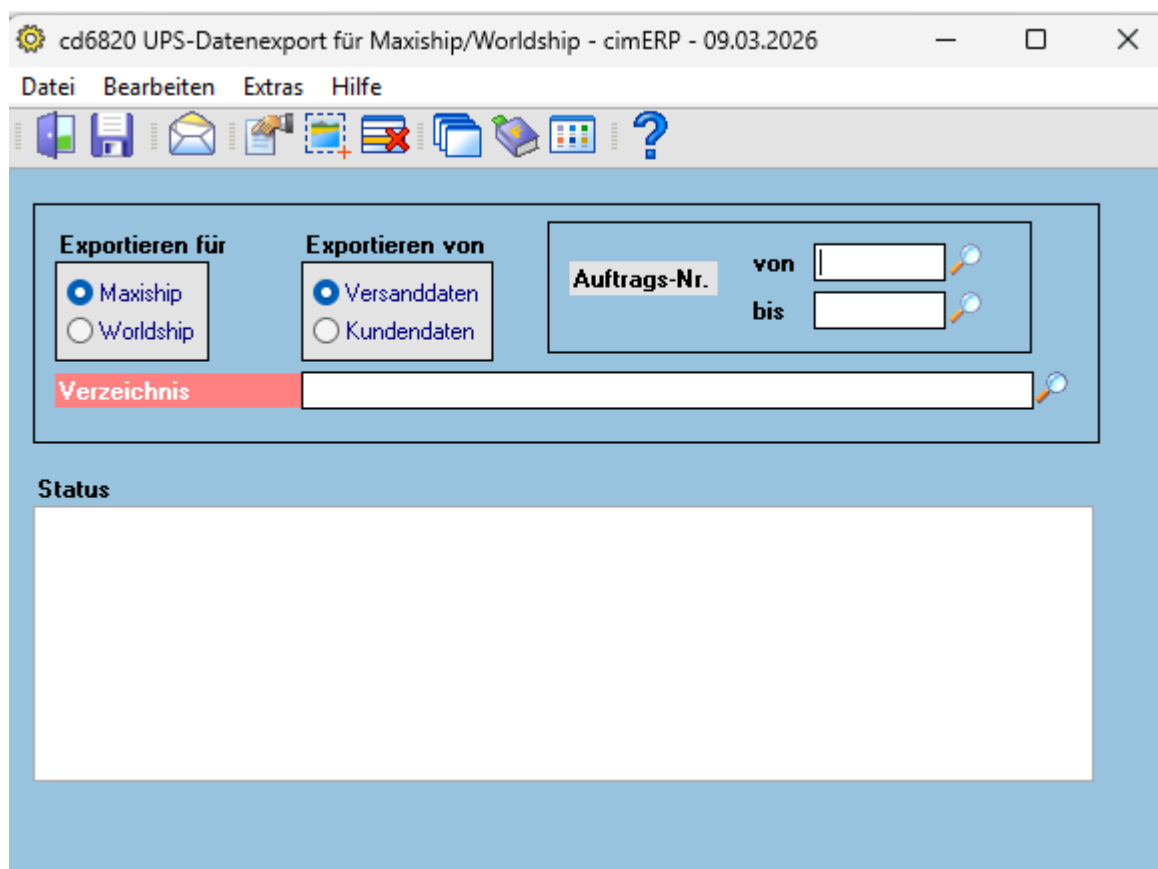 cd6820 UPS-Datenexport für Maxiship/Worldship - cimERP - 09.03.2026
Datei Bearbeiten Extras Hilfe
Exportieren für
Maxiship
Worldship
Exportieren von
Versanddaten
Kundendaten
Auftrags-Nr.
von
bis
Verzeichnis
Status